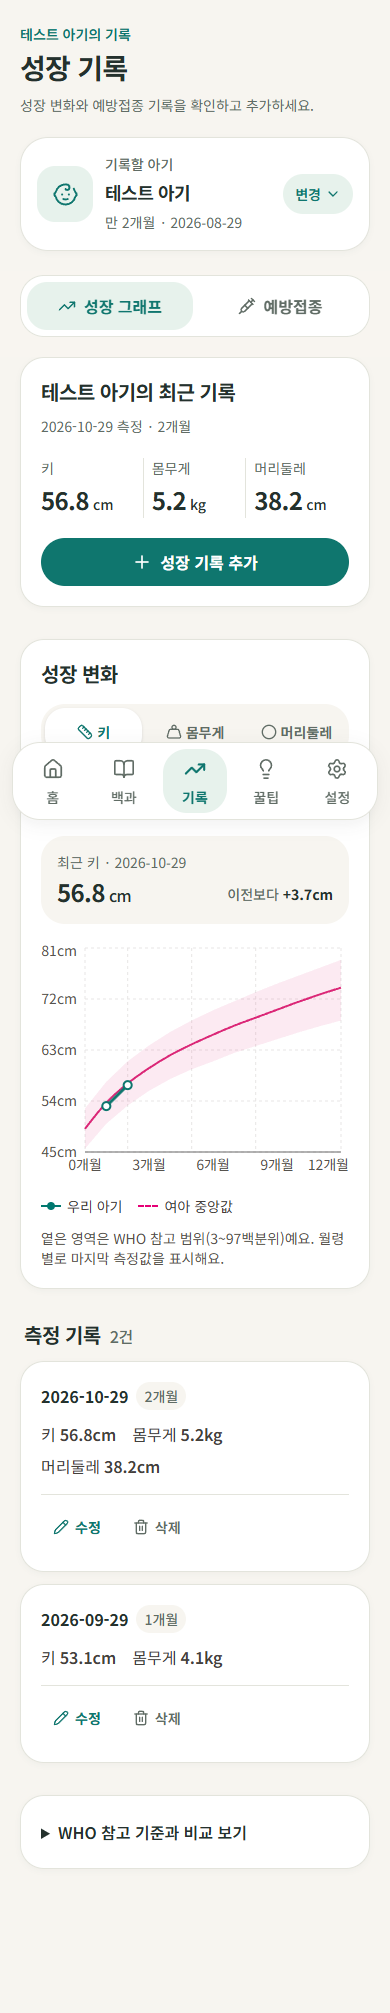 테스트 아기의 기록
성장 기록
성장 변화와 예방접종 기록을 확인하고 추가하세요.
기록할 아기
테스트 아기
만 2개월 · 2026-08-29
변경
성장 그래프
예방접종
테스트 아기의 최근 기록
2026-10-29 측정 · 2개월
키
몸무게
머리둘레
56.8 cm
5.2 kg
38.2 cm
성장 기록 추가
성장 변화
키
몸무게
머리둘레
홈
백과
기록
꿀팁
설정
최근 키 · 2026-10-29
56.8 cm
이전보다 +3.7cm
81cm
72cm
63cm
54cm
45cm
0개월
3개월
6개월
9개월
12개월
우리 아기
여아 중앙값
옅은 영역은 WHO 참고 범위(3~97백분위)예요. 월령
별로 마지막 측정값을 표시해요.
측정 기록 2건
2026-10-29 2개월
키 56.8cm 몸무게 5.2kg
머리둘레 38.2cm
수정
삭제
2026-09-29 1개월
키 53.1cm 몸무게 4.1kg
수정
삭제
WHO 참고 기준과 비교 보기